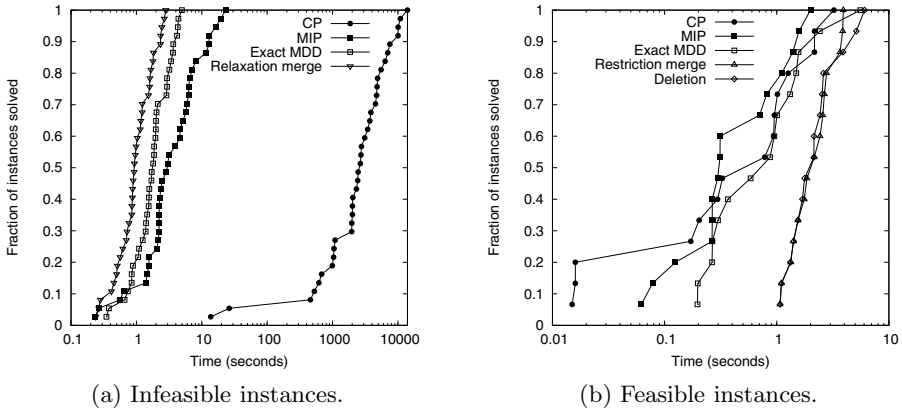 CP
MIP
Exact MDD
Relaxation merge
Fraction of instances solved
1
0.9
0.8
0.7
0.6
0.5
0.4
0.3
0.2
0.1
0
0.1 1 10 100 1000 10000
Time (seconds)
(a) Infeasible instances.
CP
MIP
Exact MDD
Restriction merge
Deletion
Fraction of instances solved
1
0.9
0.8
0.7
0.6
0.5
0.4
0.3
0.2
0.1
0
0.01 0.1 1 10
Time (seconds)
(b) Feasible instances.